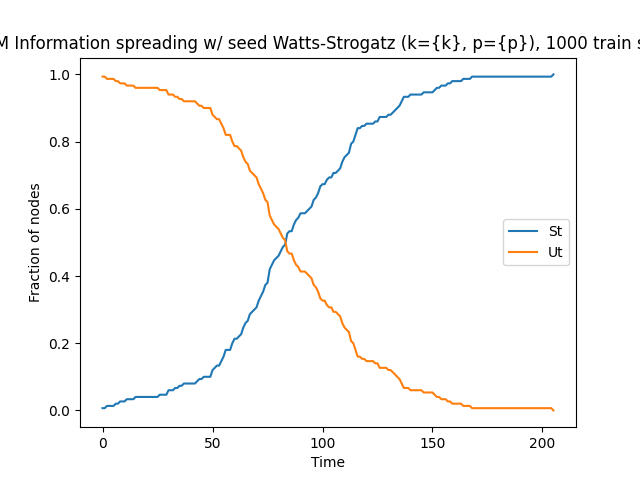 M Information spreading w/ seed Watts-Strogatz (k={k}, p={p}), 1000 train s
1.0
0.8
0.6
0.4
0.2
0.0
Fraction of nodes
St
Ut
0 50 100 150 200
Time